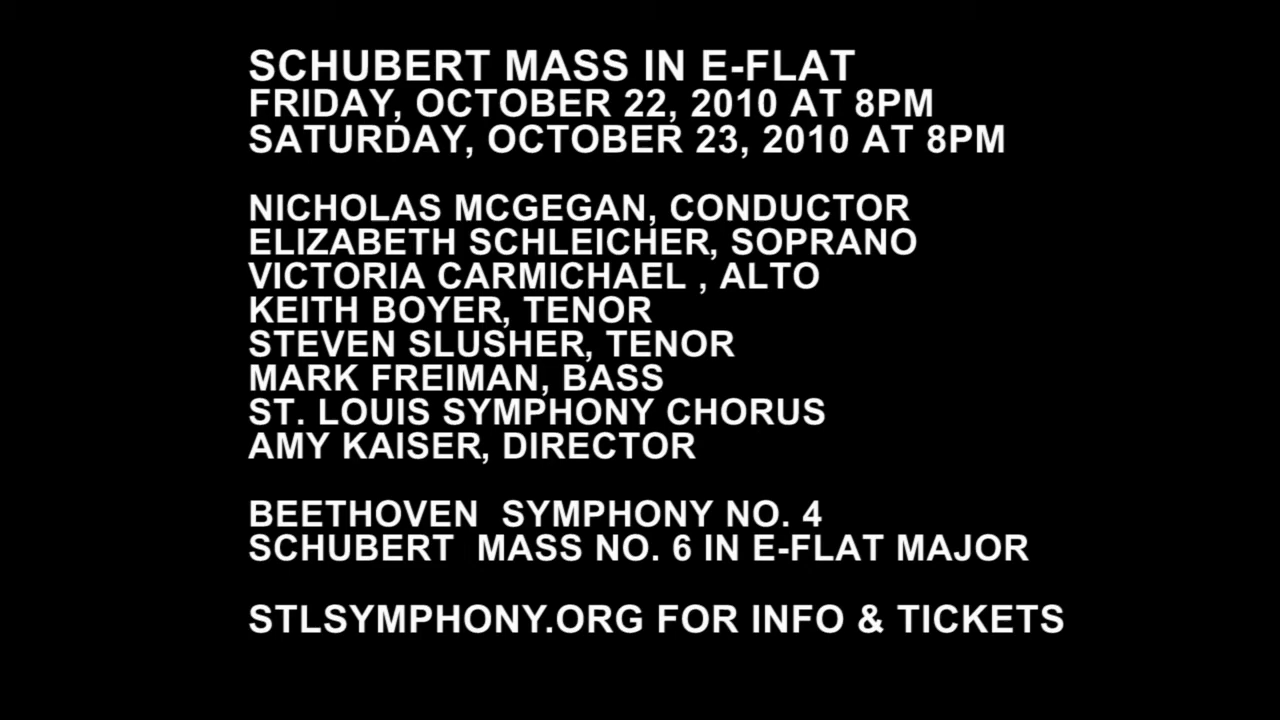 SCHUBERT MASS IN E-FLAT
FRIDAY, OCTOBER 22, 2010 AT 8PM
SATURDAY, OCTOBER 23, 2010 AT 8PM
NICHOLAS MCGEGAN, CONDUCTOR
ELIZABETH SCHLEICHER, SOPRANO
VICTORIA CARMICHAEL , ALTO
KEITH BOYER, TENOR
STEVEN SLUSHER, TENOR
MARK FREIMAN, BASS
ST. LOUIS SYMPHONY CHORUS
AMY KAISER, DIRECTOR
BEETHOVEN  SYMPHONY NO. 4
SCHUBERT  MASS NO. 6 IN E-FLAT MAJOR
STLSYMPHONY.ORG FOR INFO & TICKETS